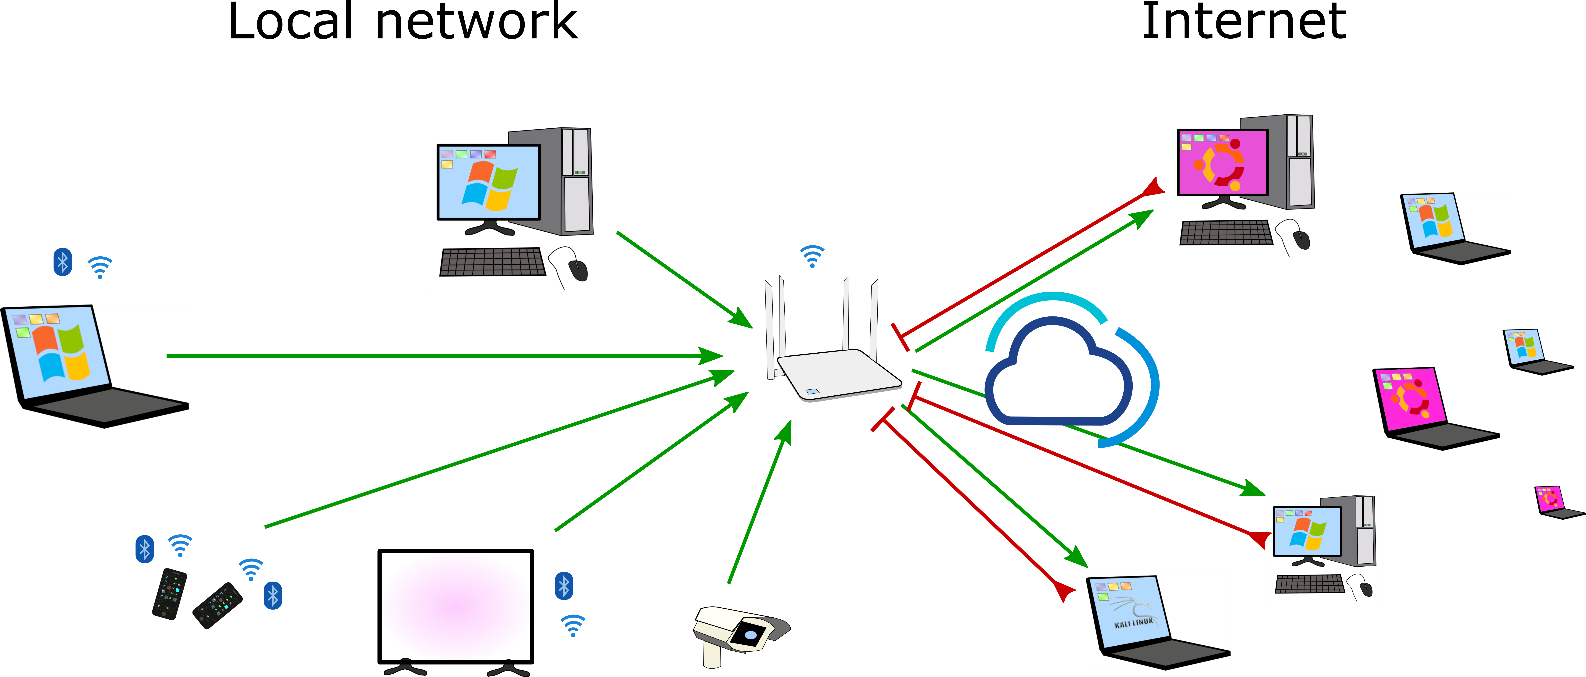 Local network
Internet
KALI LINUX